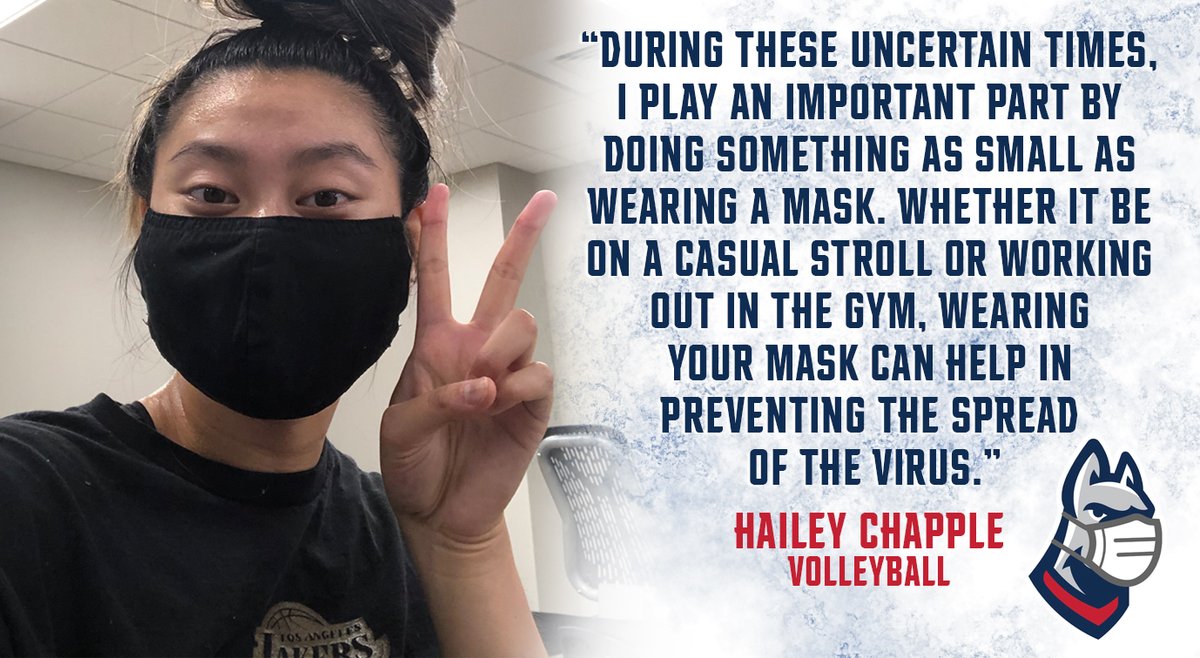 “DURING THESE UNCERTAIN TIMES,
I PLAY AN IMPORTANT PART BY
DOING SOMETHING AS SMALL AS
WEARING A MASK. WHETHER IT BE
ON A CASUAL STROLL OR WORKING
OUT IN THE GYM, WEARING
YOUR MASK CAN HELP IN
PREVENTING THE SPREAD
OF THE VIRUS.”
HAILEY CHAPPLE
VOLLEYBALL
LOS ANGELES
LAKERS